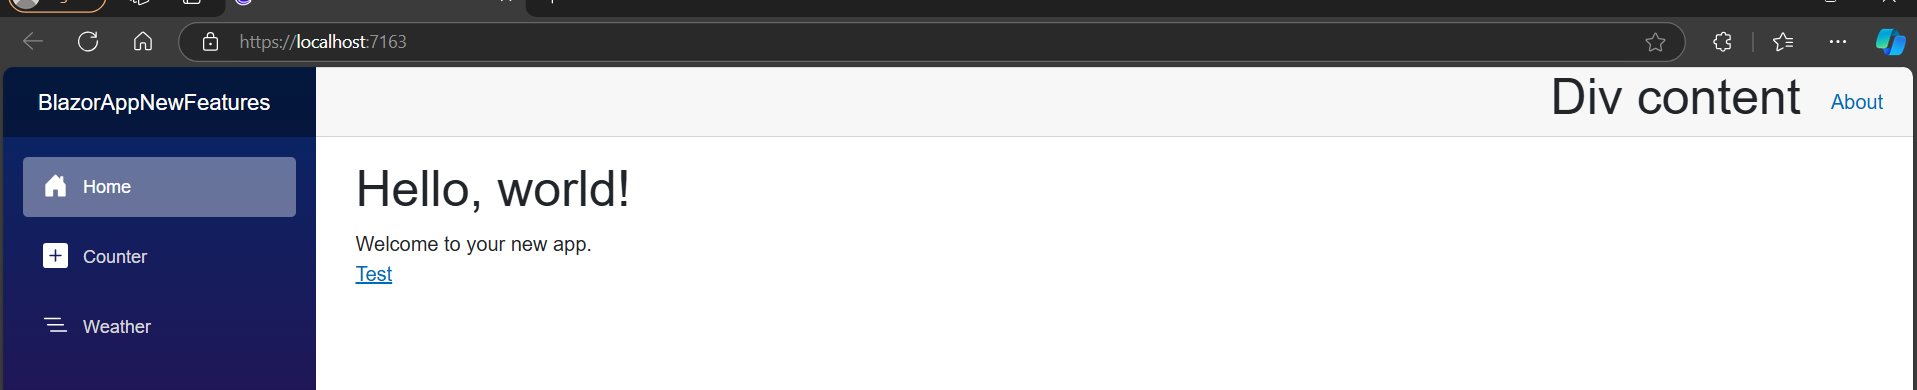 https://localhost:7163
BlazorAppNewFeatures
Div content About
Home
Counter
Weather
Hello, world!
Welcome to your new app.
Test